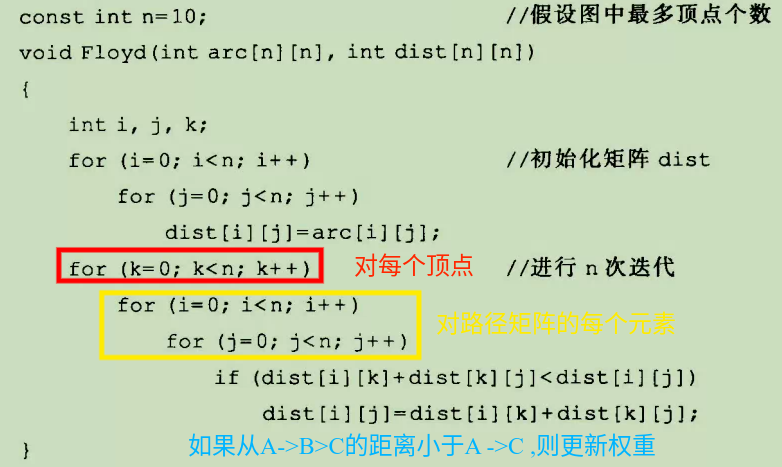 const int n=10; //假设图中最多顶点个数
void Floyd(int arc[n][n], int dist[n][n])
{
int i, j, k;
for (i=0; i<n; i++) //初始化矩阵 dist
for (j=0; j<n; j++)
dist[i][j]=arc[i][j];
for (k=0; k<n; k++) 对每个顶点 //进行 n 次迭代
for (i=0; i<n; i++)
对路径矩阵的每个元素
for (j=0; j<n; j++)
if (dist[i][k]+dist[k][j]<dist[i][j])
dist[i][j]=dist[i][k]+dist[k][j];
如果从A->B>C的距离小于A ->C ,则更新权重
}